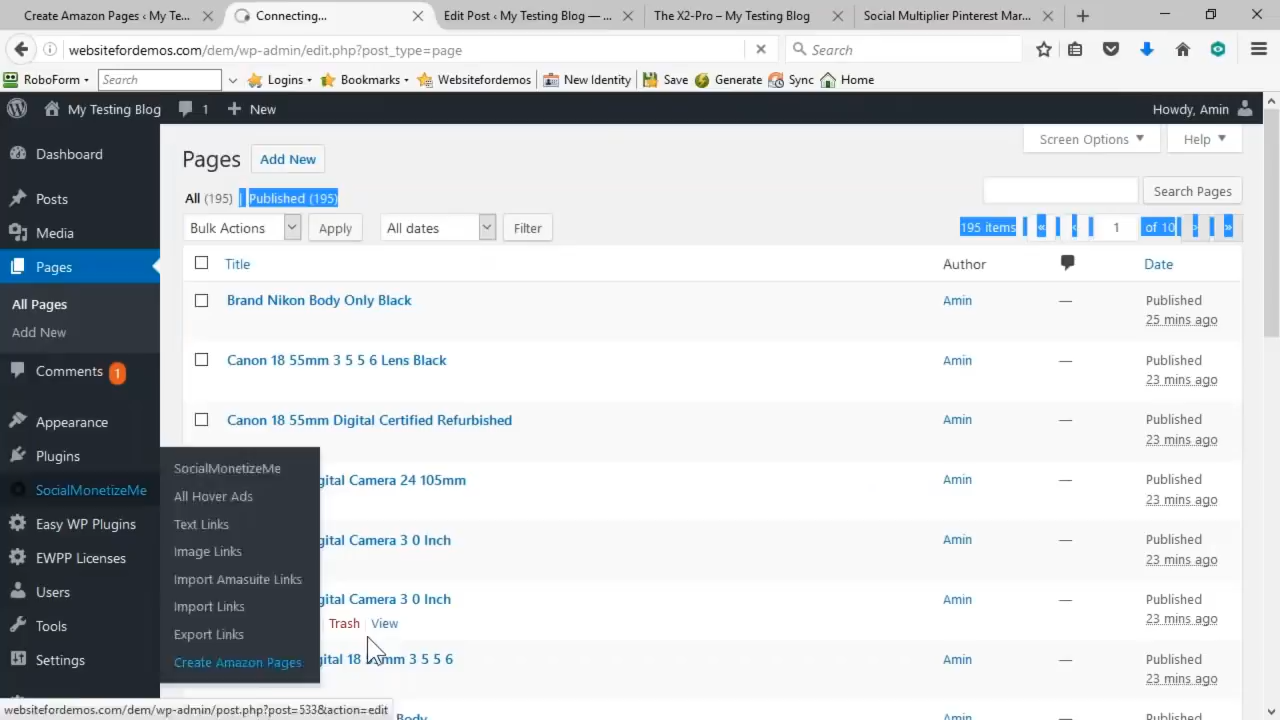 Create Amazon Pages ‹ My Te...
Connecting...
Edit Post ‹ My Testing Blog — ...
The X2-Pro – My Testing Blog
Social Multiplier Pinterest Mar...
websitefordemos.com/dem/wp-admin/edit.php?post_type=page
Search
RoboForm
Search
Logins
Bookmarks
Websitefordemos
New Identity
Save
Generate
Sync
Home
My Testing Blog
1
New
Howdy, Amin
Dashboard
Posts
Media
Pages
All Pages
Add New
Comments 1
Appearance
Plugins
SocialMonetizeMe
Easy WP Plugins
EWPP Licenses
Users
Tools
Settings
SocialMonetizeMe
All Hover Ads
Text Links
Image Links
Import Amasuite Links
Import Links
Export Links
Create Amazon Pages
Screen Options
Help
Pages
Add New
All (195) | Published (195)
Search Pages
Bulk Actions
Apply
All dates
Filter
195 items « ‹ 1 of 10 › »
Title Author Date
Brand Nikon Body Only Black Amin — Published
25 mins ago
Canon 18 55mm 3 5 5 6 Lens Black Amin — Published
23 mins ago
Canon 18 55mm Digital Certified Refurbished Amin — Published
23 mins ago
gital Camera 24 105mm Amin — Published
23 mins ago
gital Camera 3 0 Inch Amin — Published
23 mins ago
gital Camera 3 0 Inch Amin — Published
Trash | View 23 mins ago
gital 18 mm 3 5 5 6 Amin — Published
23 mins ago
Body
websitefordemos.com/dem/wp-admin/post.php?post=533&action=edit